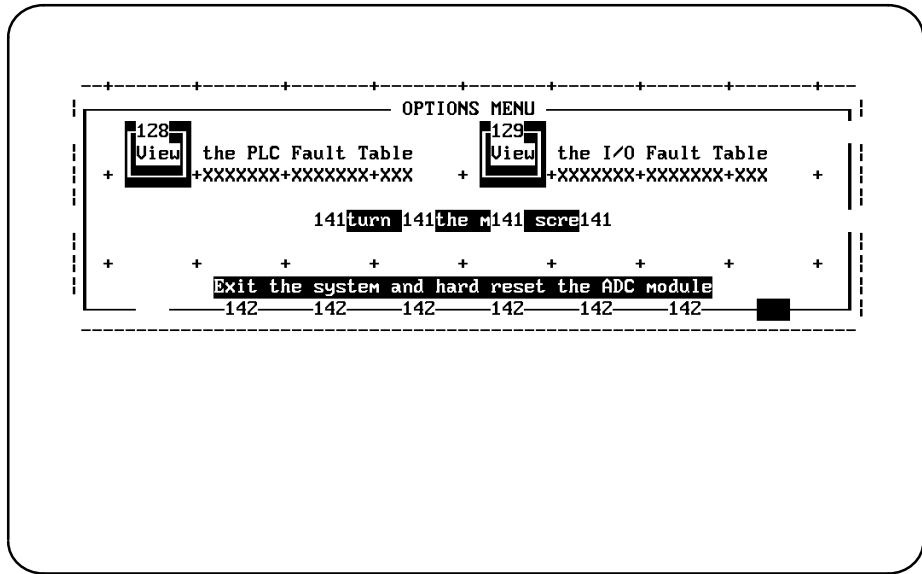 --+-------+-------+-------+-------+-------+-------+-------+-------+---
OPTIONS MENU
128 129
View the PLC Fault Table View the I/O Fault Table
+ +XXXXXXX+XXXXXXX+XXX + +XXXXXXX+XXXXXXX+XXX +
141turn 141the m141 scre141
+ + + + + + + + +
Exit the system and hard reset the ADC module
142 142 142 142 142 142
----------------------------------------------------------------------